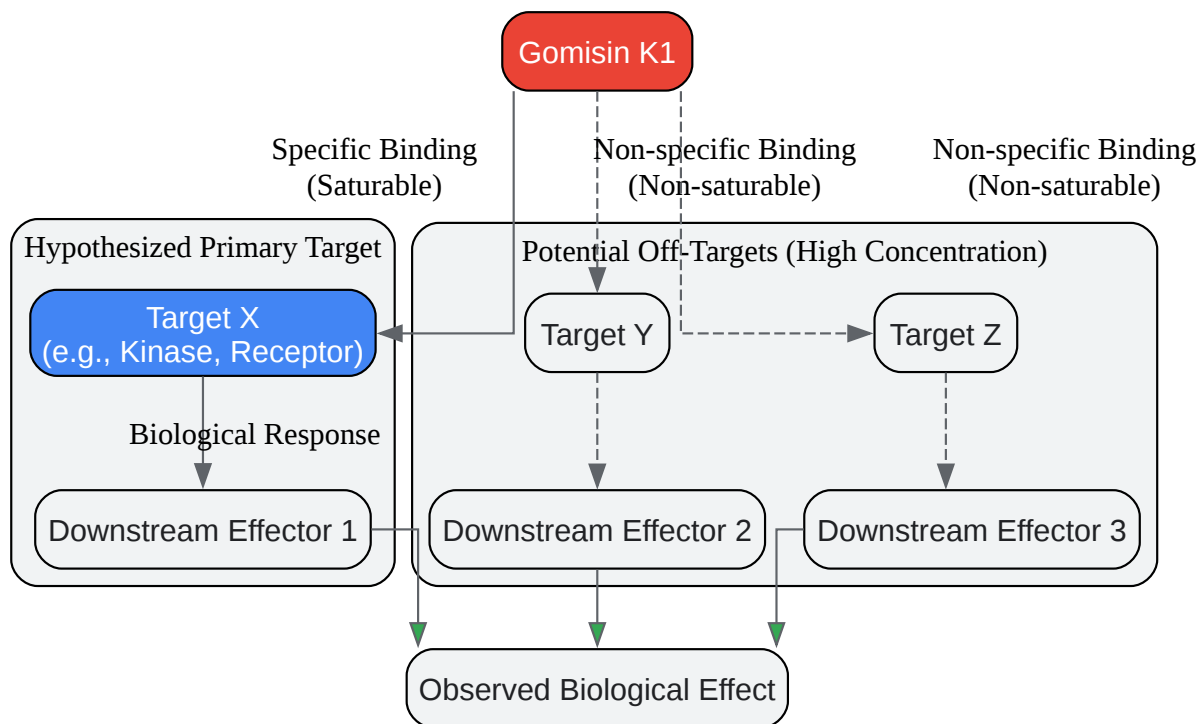 Gomisin K1
Specific Binding
(Saturable)
Non-specific Binding
(Non-saturable)
Non-specific Binding
(Non-saturable)
Hypothesized Primary Target
Potential Off-Targets (High Concentration)
Target X
(e.g., Kinase, Receptor)
Target Y
Target Z
Biological Response
Downstream Effector 1
Downstream Effector 2
Downstream Effector 3
Observed Biological Effect